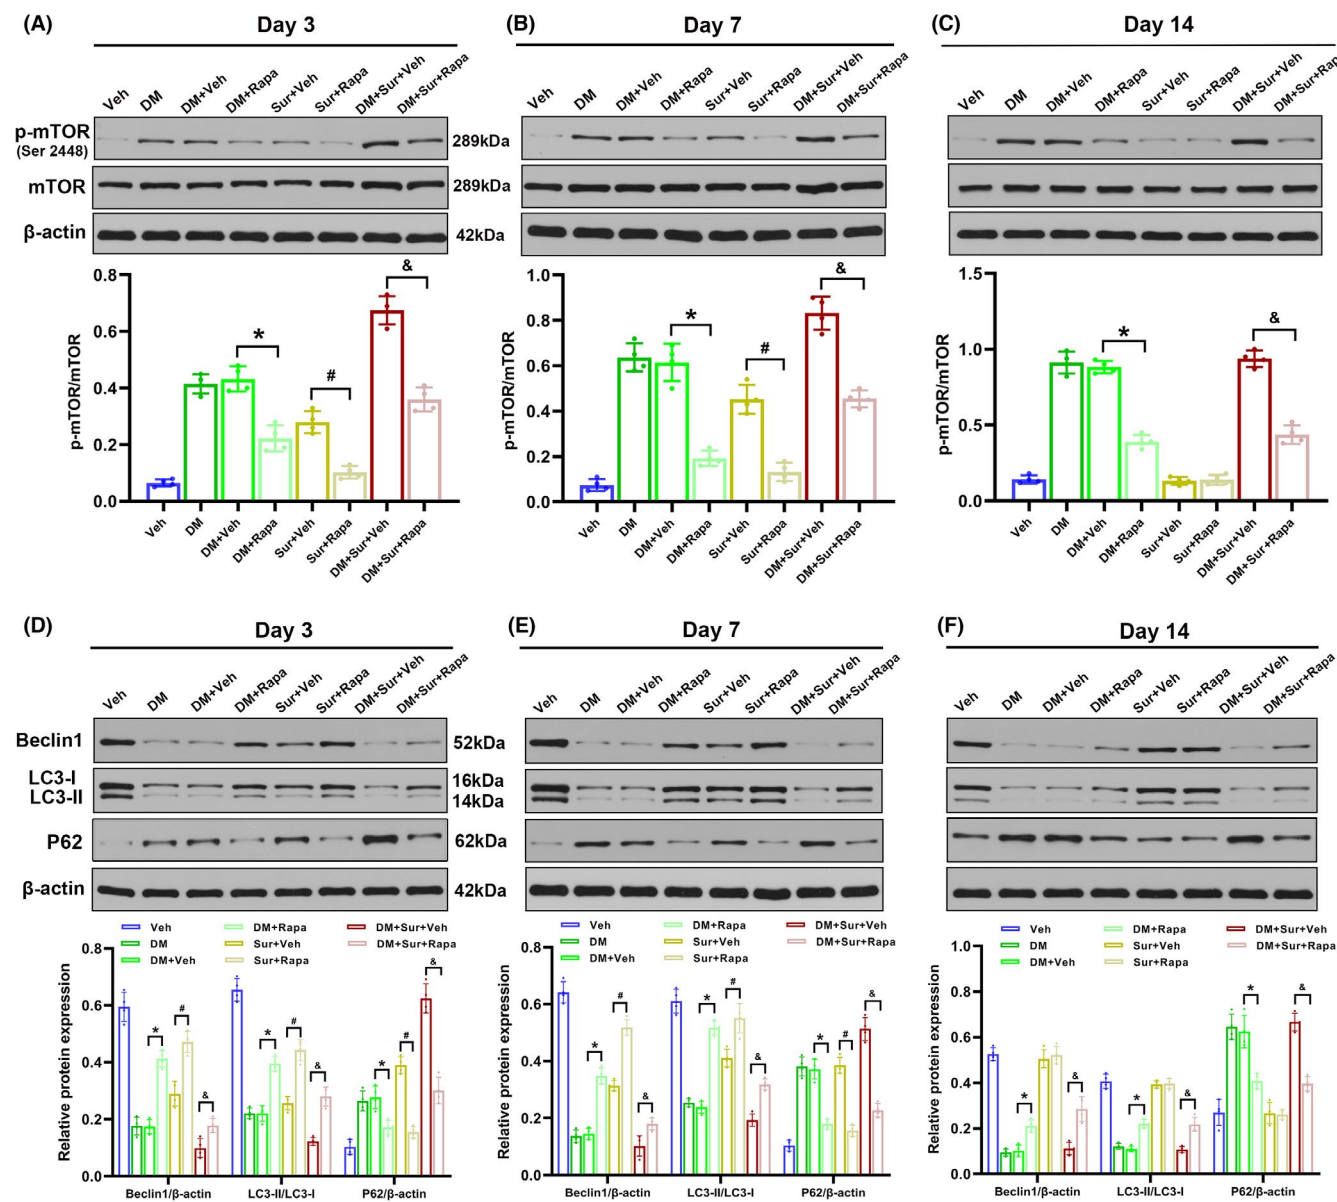 (A) Day 3
Veh DM DM+Veh DM+Rapa Sur+Veh Sur+Rapa DM+Sur+Veh DM+Sur+Rapa
p-mTOR 289kDa
(Ser 2448)
mTOR 289kDa
β-actin 42kDa
p-mTOR/mTOR
0.8
0.6
0.4
0.2
0.0
* # &
Veh DM DM+Veh DM+Rapa Sur+Veh Sur+Rapa DM+Sur+Veh DM+Sur+Rapa
(B) Day 7
Veh DM DM+Veh DM+Rapa Sur+Veh Sur+Rapa DM+Sur+Veh DM+Sur+Rapa
p-mTOR/mTOR
1.0
0.8
0.6
0.4
0.2
0.0
* # &
Veh DM DM+Veh DM+Rapa Sur+Veh Sur+Rapa DM+Sur+Veh DM+Sur+Rapa
(C) Day 14
Veh DM DM+Veh DM+Rapa Sur+Veh Sur+Rapa DM+Sur+Veh DM+Sur+Rapa
p-mTOR/mTOR
1.5
1.0
0.5
0.0
* &
Veh DM DM+Veh DM+Rapa Sur+Veh Sur+Rapa DM+Sur+Veh DM+Sur+Rapa
(D) Day 3
Veh DM DM+Veh DM+Rapa Sur+Veh Sur+Rapa DM+Sur+Veh DM+Sur+Rapa
Beclin1 52kDa
LC3-I 16kDa
LC3-II 14kDa
P62 62kDa
β-actin 42kDa
Veh DM+Rapa DM+Sur+Veh
DM Sur+Veh DM+Sur+Rapa
DM+Veh Sur+Rapa
Relative protein expression
0.8
0.6
0.4
0.2
0.0
* # & * # & * # &
Beclin1/β-actin LC3-II/LC3-I P62/β-actin
(E) Day 7
Veh DM DM+Veh DM+Rapa Sur+Veh Sur+Rapa DM+Sur+Veh DM+Sur+Rapa
Veh DM+Rapa DM+Sur+Veh
DM Sur+Veh DM+Sur+Rapa
DM+Veh Sur+Rapa
Relative protein expression
0.8
0.6
0.4
0.2
0.0
* # & * # & * # &
Beclin1/β-actin LC3-II/LC3-I P62/β-actin
(F) Day 14
Veh DM DM+Veh DM+Rapa Sur+Veh Sur+Rapa DM+Sur+Veh DM+Sur+Rapa
Veh DM+Rapa DM+Sur+Veh
DM Sur+Veh DM+Sur+Rapa
DM+Veh Sur+Rapa
Relative protein expression
1.0
0.8
0.6
0.4
0.2
0.0
* & * & * &
Beclin1/β-actin LC3-II/LC3-I P62/β-actin